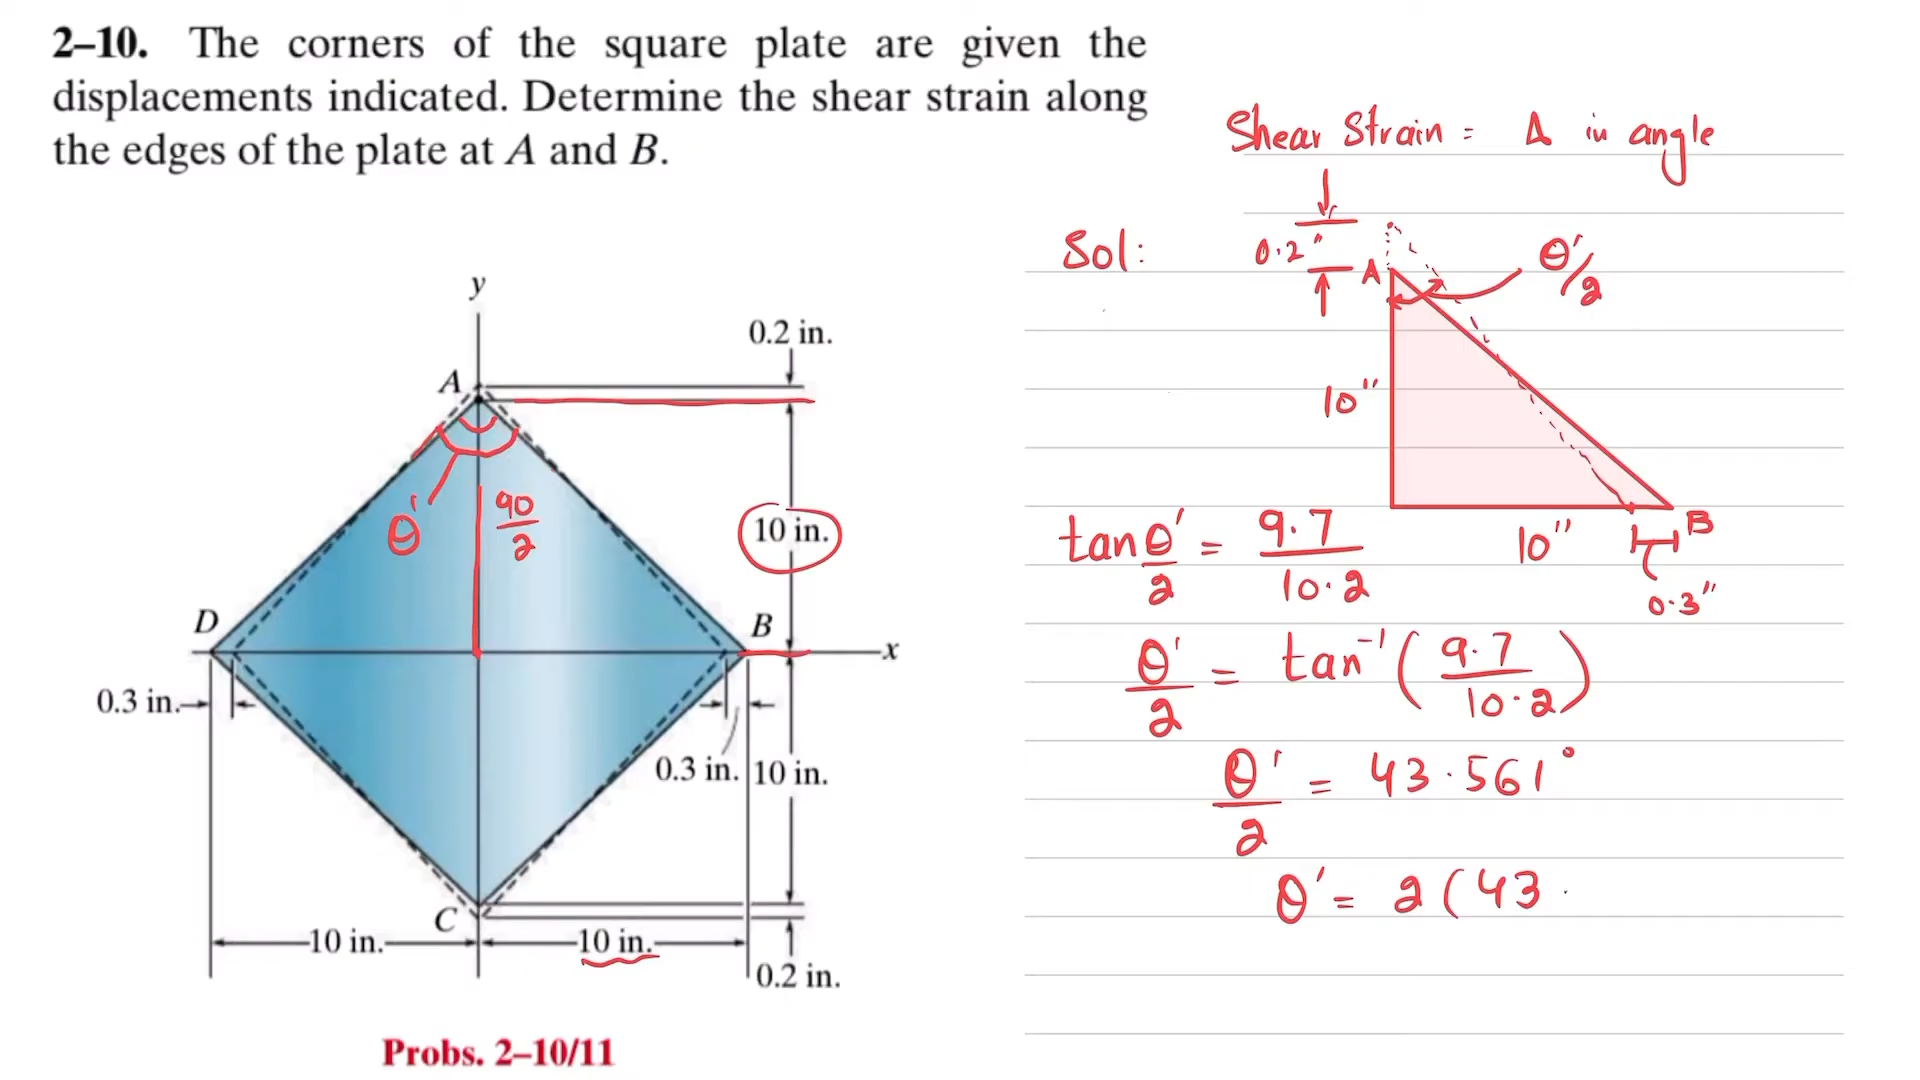 2–10. The corners of the square plate are given the
displacements indicated. Determine the shear strain along
the edges of the plate at A and B.
Shear Strain = Δ in angle
Sol:
0.2"
A
θ'/2
10"
10"
B
0.3"
tan θ'/2 = 9.7/10.2
θ'/2 = tan⁻¹(9.7/10.2)
θ'/2 = 43.561°
θ' = 2(43.
y
0.2 in.
A
θ'
90/2
10 in.
D
B
x
0.3 in.
0.3 in.
10 in.
C
10 in.
10 in.
0.2 in.
Probs. 2–10/11